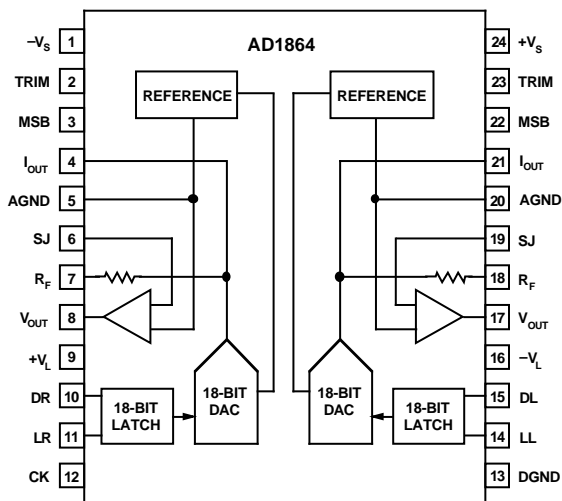 AD1864
–VS 1
TRIM 2
MSB 3
IOUT 4
AGND 5
SJ 6
RF 7
VOUT 8
+VL 9
DR 10
LR 11
CK 12
24 +VS
23 TRIM
22 MSB
21 IOUT
20 AGND
19 SJ
18 RF
17 VOUT
16 –VL
15 DL
14 LL
13 DGND
REFERENCE
REFERENCE
18-BIT
LATCH
18-BIT
DAC
18-BIT
DAC
18-BIT
LATCH